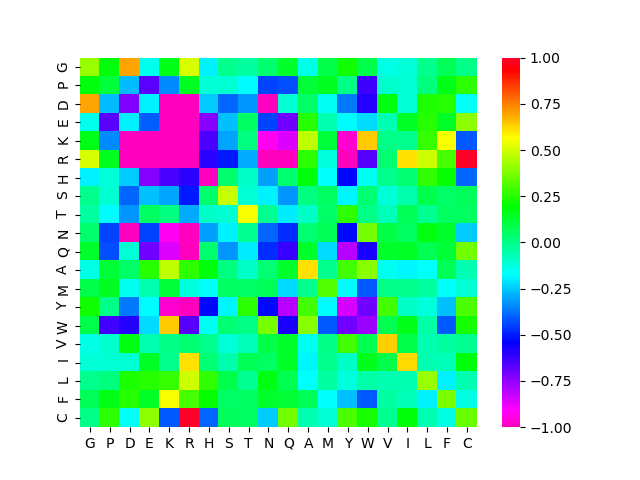 G
P
D
E
K
R
H
S
T
N
Q
A
M
Y
W
V
I
L
F
C
G P D E K R H S T N Q A M Y W V I L F C
1.00
0.75
0.50
0.25
0.00
−0.25
−0.50
−0.75
−1.00